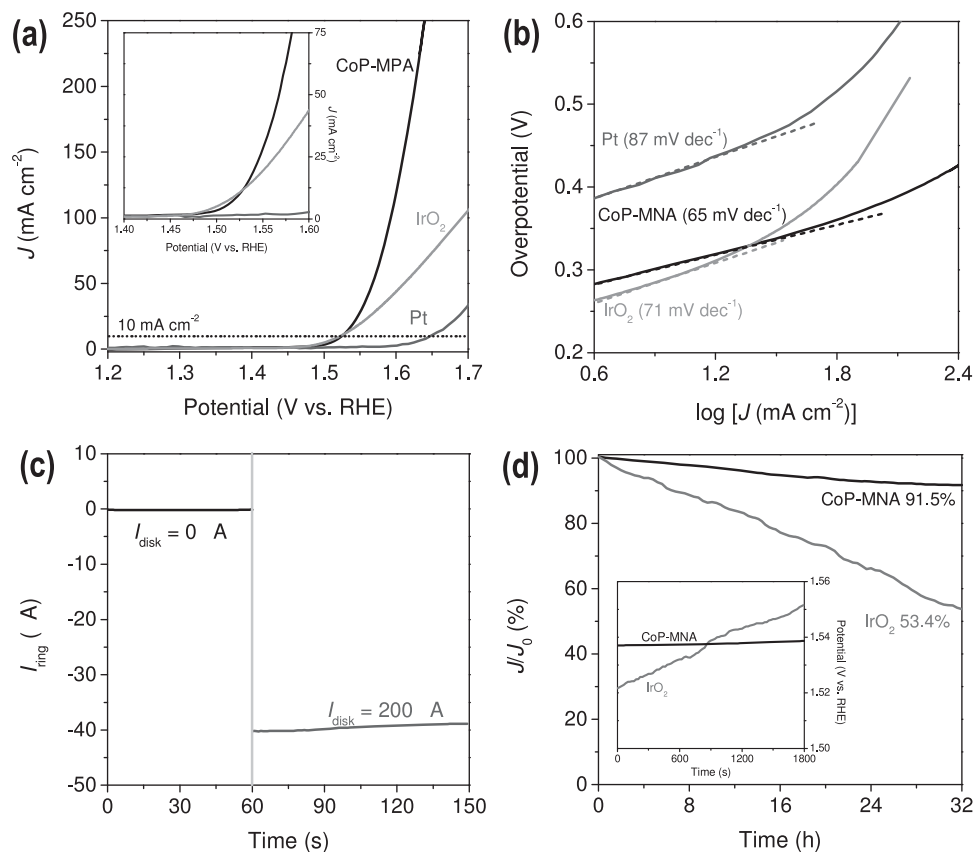 (a)
250
200
150
100
50
0
J (mA cm⁻²)
1.2 1.3 1.4 1.5 1.6 1.7
Potential (V vs. RHE)
CoP-MPA
IrO₂
Pt
10 mA cm⁻²
75
50
25
0
J (mA cm⁻²)
1.40 1.45 1.50 1.55 1.60
Potential (V vs. RHE)
(b)
0.6
0.5
0.4
0.3
0.2
Overpotential (V)
Pt (87 mV dec⁻¹)
CoP-MNA (65 mV dec⁻¹)
IrO₂ (71 mV dec⁻¹)
0.6 1.2 1.8 2.4
log [J (mA cm⁻²)]
(c)
10
0
-10
-20
-30
-40
-50
I_ring ( A)
I_disk = 0 A
I_disk = 200 A
0 30 60 90 120 150
Time (s)
(d)
100
80
60
40
20
0
J/J₀ (%)
CoP-MNA 91.5%
IrO₂ 53.4%
0 8 16 24 32
Time (h)
CoP-MNA
IrO₂
1.56
1.54
1.52
1.50
Potential (V vs. RHE)
0 600 1200 1800
Time (s)